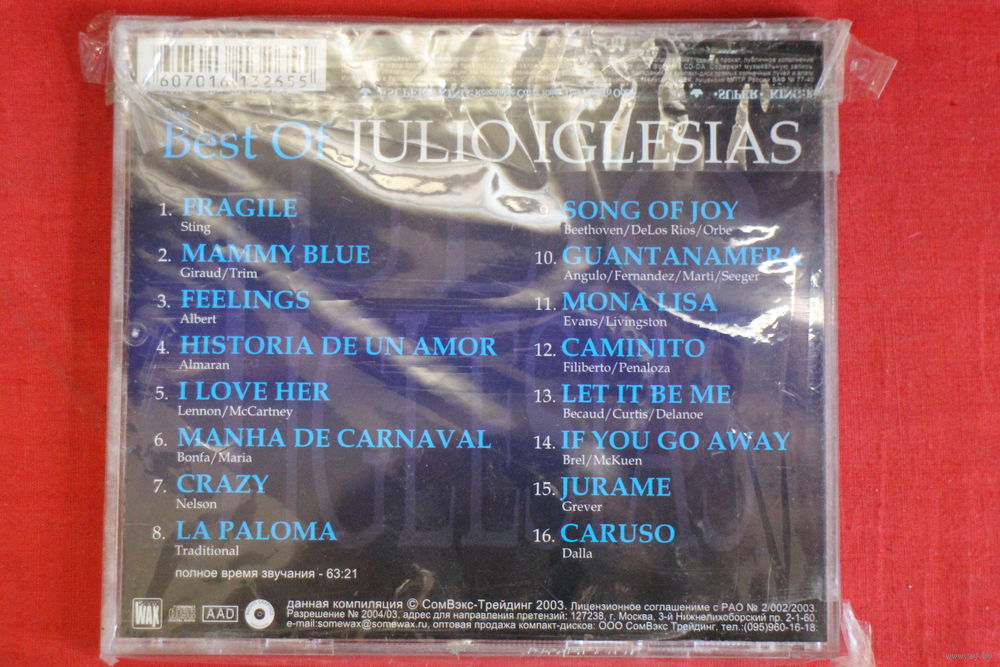 607016 132655
Best Of JULIO IGLESIAS
1. FRAGILE
Sting
2. MAMMY BLUE
Giraud/Trim
3. FEELINGS
Albert
4. HISTORIA DE UN AMOR
Almaran
5. I LOVE HER
Lennon/McCartney
6. MANHA DE CARNAVAL
Bonfa/Maria
7. CRAZY
Nelson
8. LA PALOMA
Traditional
9. SONG OF JOY
Beethoven/DeLos Rios/Orbe
10. GUANTANAMERA
Angulo/Fernandez/Marti/Seeger
11. MONA LISA
Evans/Livingston
12. CAMINITO
Filiberto/Penaloza
13. LET IT BE ME
Becaud/Curtis/Delanoe
14. IF YOU GO AWAY
Brel/McKuen
15. JURAME
Grever
16. CARUSO
Dalla
полное время звучания - 63:21
WAX
AAD
данная компиляция © СомВэкс-Трейдинг 2003. Лицензионное соглашение с РАО № 2/002/2003.
Разрешение № 2004/03, адрес для направления претензий: 127238, г. Москва, 3-й Нижнелихоборский пр. 2-1-60.
e-mail:somewax@somewax.ru, оптовая продажа компакт-дисков: ООО СомВэкс Трейдинг, тел.:(095)960-16-18.